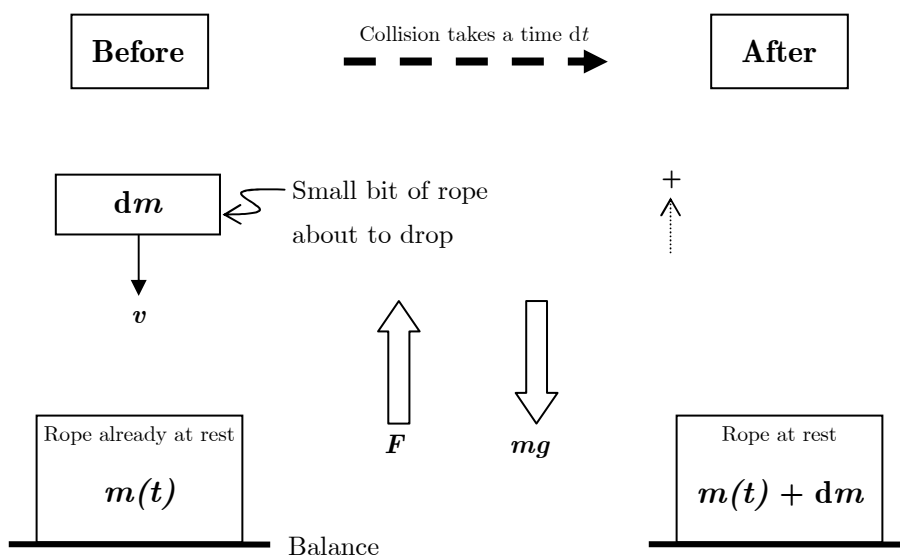 Before
Collision takes a time dt
After
dm
Small bit of rope
about to drop
+
v
F
mg
Rope already at rest
m(t)
Rope at rest
m(t) + dm
Balance